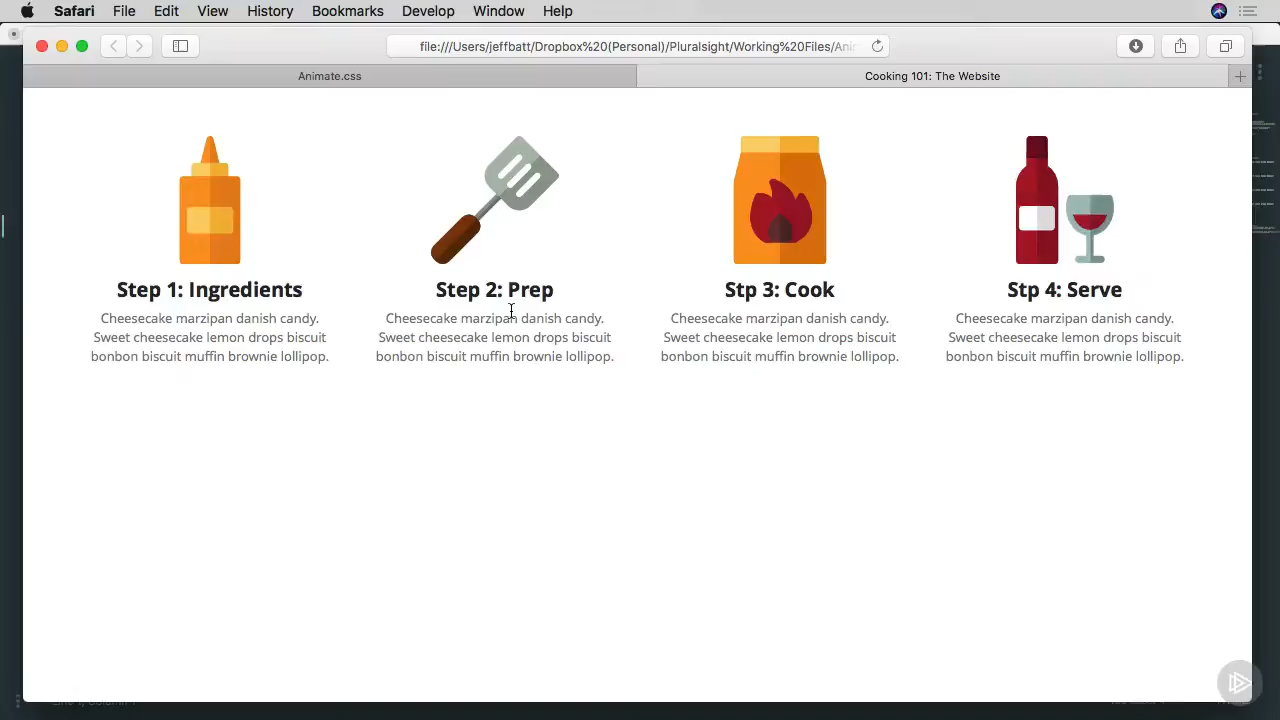 Safari File Edit View History Bookmarks Develop Window Help
file:///Users/jeffbatt/Dropbox%20(Personal)/Pluralsight/Working%20Files/Ani
Animate.css
Cooking 101: The Website
Step 1: Ingredients
Cheesecake marzipan danish candy.
Sweet cheesecake lemon drops biscuit
bonbon biscuit muffin brownie lollipop.
Step 2: Prep
Cheesecake marzipan danish candy.
Sweet cheesecake lemon drops biscuit
bonbon biscuit muffin brownie lollipop.
Stp 3: Cook
Cheesecake marzipan danish candy.
Sweet cheesecake lemon drops biscuit
bonbon biscuit muffin brownie lollipop.
Stp 4: Serve
Cheesecake marzipan danish candy.
Sweet cheesecake lemon drops biscuit
bonbon biscuit muffin brownie lollipop.